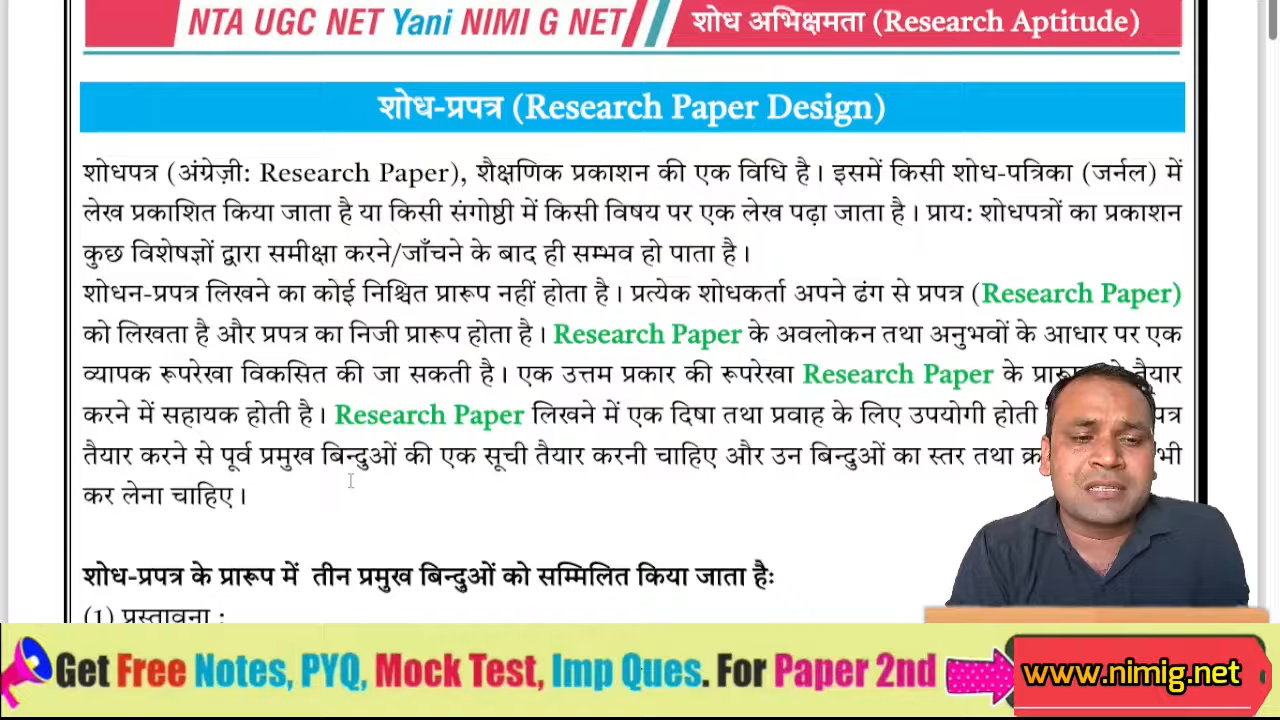 NTA UGC NET Yani NIMI G NET
शोध अभिक्षमता (Research Aptitude)
शोध-प्रपत्र (Research Paper Design)
शोधपत्र (अंग्रेज़ी: Research Paper), शैक्षणिक प्रकाशन की एक विधि है। इसमें किसी शोध-पत्रिका (जर्नल) में
लेख प्रकाशित किया जाता है या किसी संगोष्ठी में किसी विषय पर एक लेख पढ़ा जाता है। प्राय: शोधपत्रों का प्रकाशन
कुछ विशेषज्ञों द्वारा समीक्षा करने/जाँचने के बाद ही सम्भव हो पाता है।
शोधन-प्रपत्र लिखने का कोई निश्चित प्रारूप नहीं होता है। प्रत्येक शोधकर्ता अपने ढंग से प्रपत्र (Research Paper)
को लिखता है और प्रपत्र का निजी प्रारूप होता है। Research Paper के अवलोकन तथा अनुभवों के आधार पर एक
व्यापक रूपरेखा विकसित की जा सकती है। एक उत्तम प्रकार की रूपरेखा Research Paper के तैयार
करने में सहायक होती है। Research Paper लिखने में एक दिषा तथा प्रवाह के लिए उपयोगी होती पत्र
तैयार करने से पूर्व प्रमुख बिन्दुओं की एक सूची तैयार करनी चाहिए और उन बिन्दुओं का स्तर तथा भी
कर लेना चाहिए।
शोध-प्रपत्र के प्रारूप में तीन प्रमुख बिन्दुओं को सम्मिलित किया जाता हैः
(1) प्रस्तावना :
Get Free Notes, PYQ, Mock Test, Imp Ques. For Paper 2nd
www.nimig.net